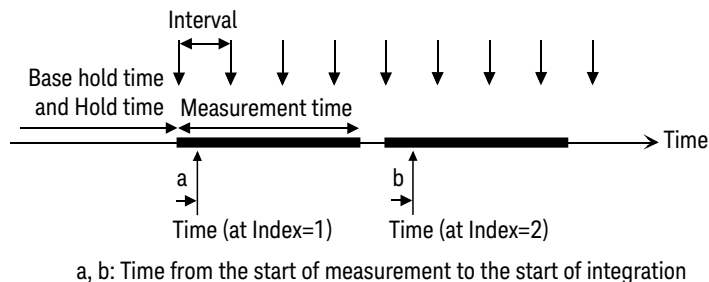 Interval
Base hold time
and Hold time
Measurement time
Time
a
b
Time (at Index=1)
Time (at Index=2)
a, b: Time from the start of measurement to the start of integration